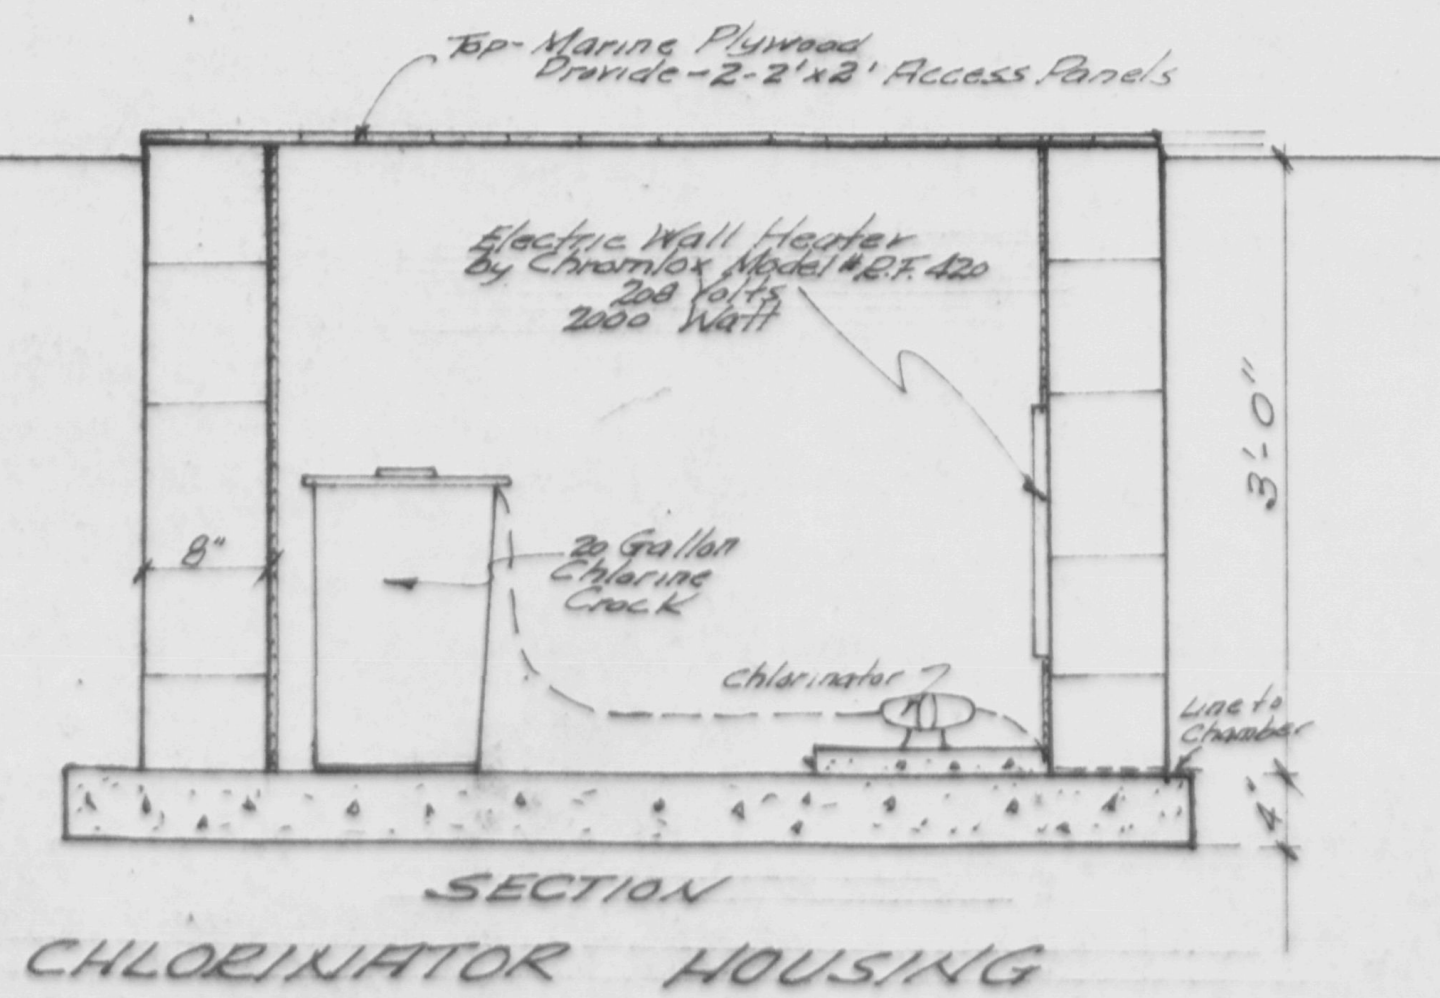 Top-Marine Plywood
Provide-2-2'x2' Access Panels
Electric Wall Heater
by Chromlox Model # R.F. 420
208 Volts
2000 Watt
3'-0"
8"
20 Gallon
Chlorine
Crock
Chlorinator
Line to
Chamber
4"
SECTION
CHLORINATOR HOUSING